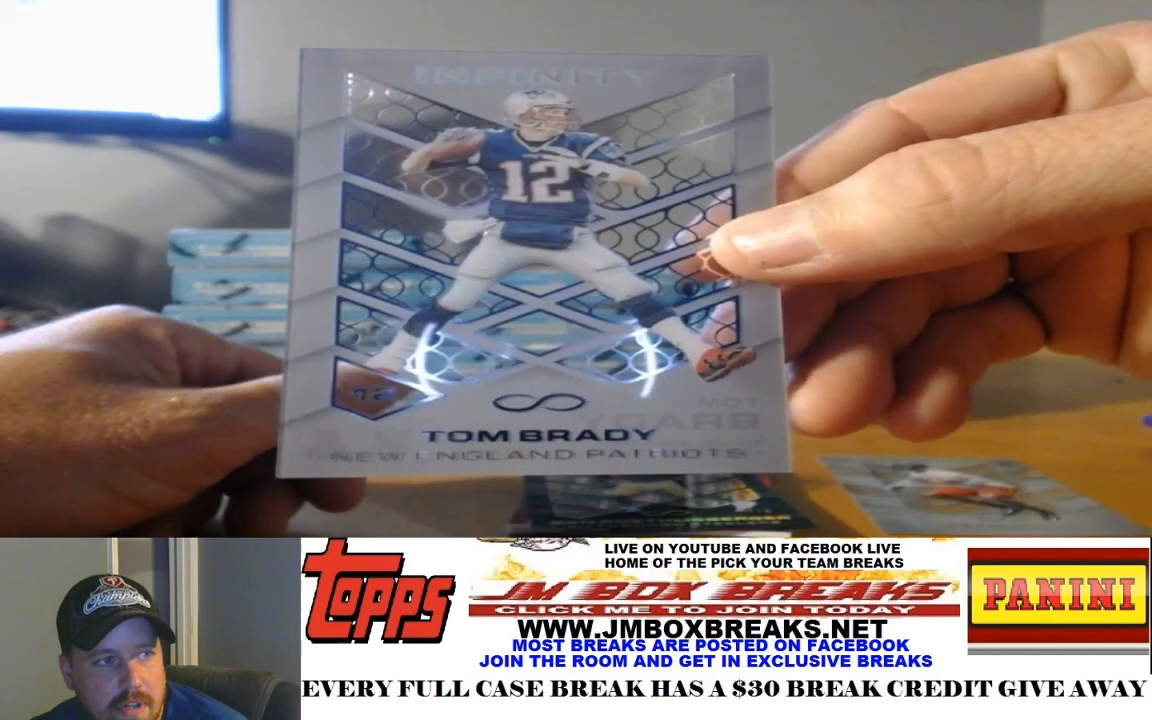 INFINITY
12
12
TOM BRADY
NEW ENGLAND PATRIOTS
TOM
BRADY
LIVE ON YOUTUBE AND FACEBOOK LIVE
HOME OF THE PICK YOUR TEAM BREAKS
TOPPS
JM BOX BREAKS
CLICK ME TO JOIN TODAY
WWW.JMBOXBREAKS.NET
MOST BREAKS ARE POSTED ON FACEBOOK
JOIN THE ROOM AND GET IN EXCLUSIVE BREAKS
PANINI
EVERY FULL CASE BREAK HAS A $30 BREAK CREDIT GIVE AWAY